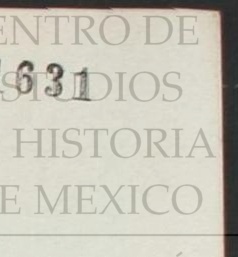 ENTRO DE
631
STUDIOS
HISTORIA
E MEXICO